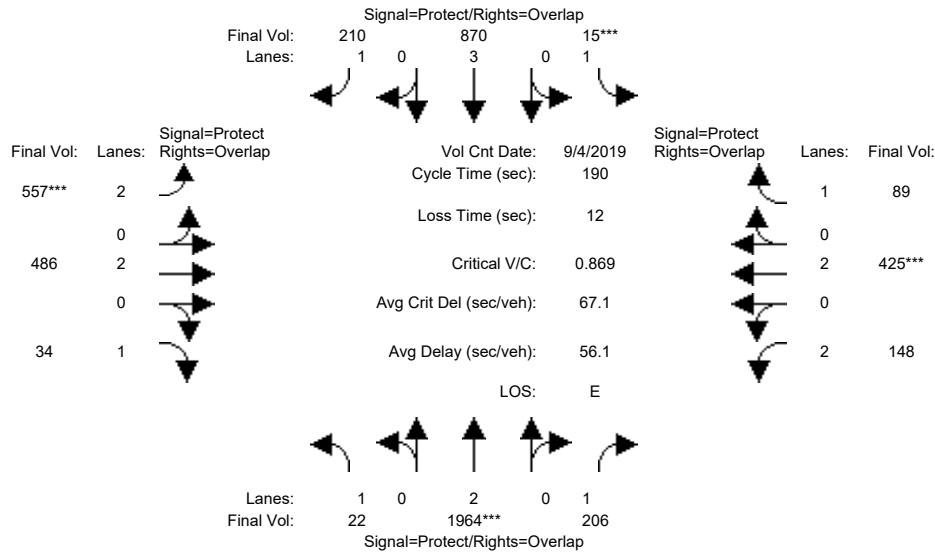 Signal=Protect/Rights=Overlap
Final Vol: 210 870 15***
Lanes: 1 0 3 0 1
Signal=Protect Signal=Protect
Final Vol: Lanes: Rights=Overlap Vol Cnt Date: 9/4/2019 Rights=Overlap Lanes: Final Vol:
Cycle Time (sec): 190
557*** 2 1 89
Loss Time (sec): 12
0 0
486 2 Critical V/C: 0.869 2 425***
0 Avg Crit Del (sec/veh): 67.1 0
34 1 Avg Delay (sec/veh): 56.1 2 148
LOS: E
Lanes: 1 0 2 0 1
Final Vol: 22 1964*** 206
Signal=Protect/Rights=Overlap